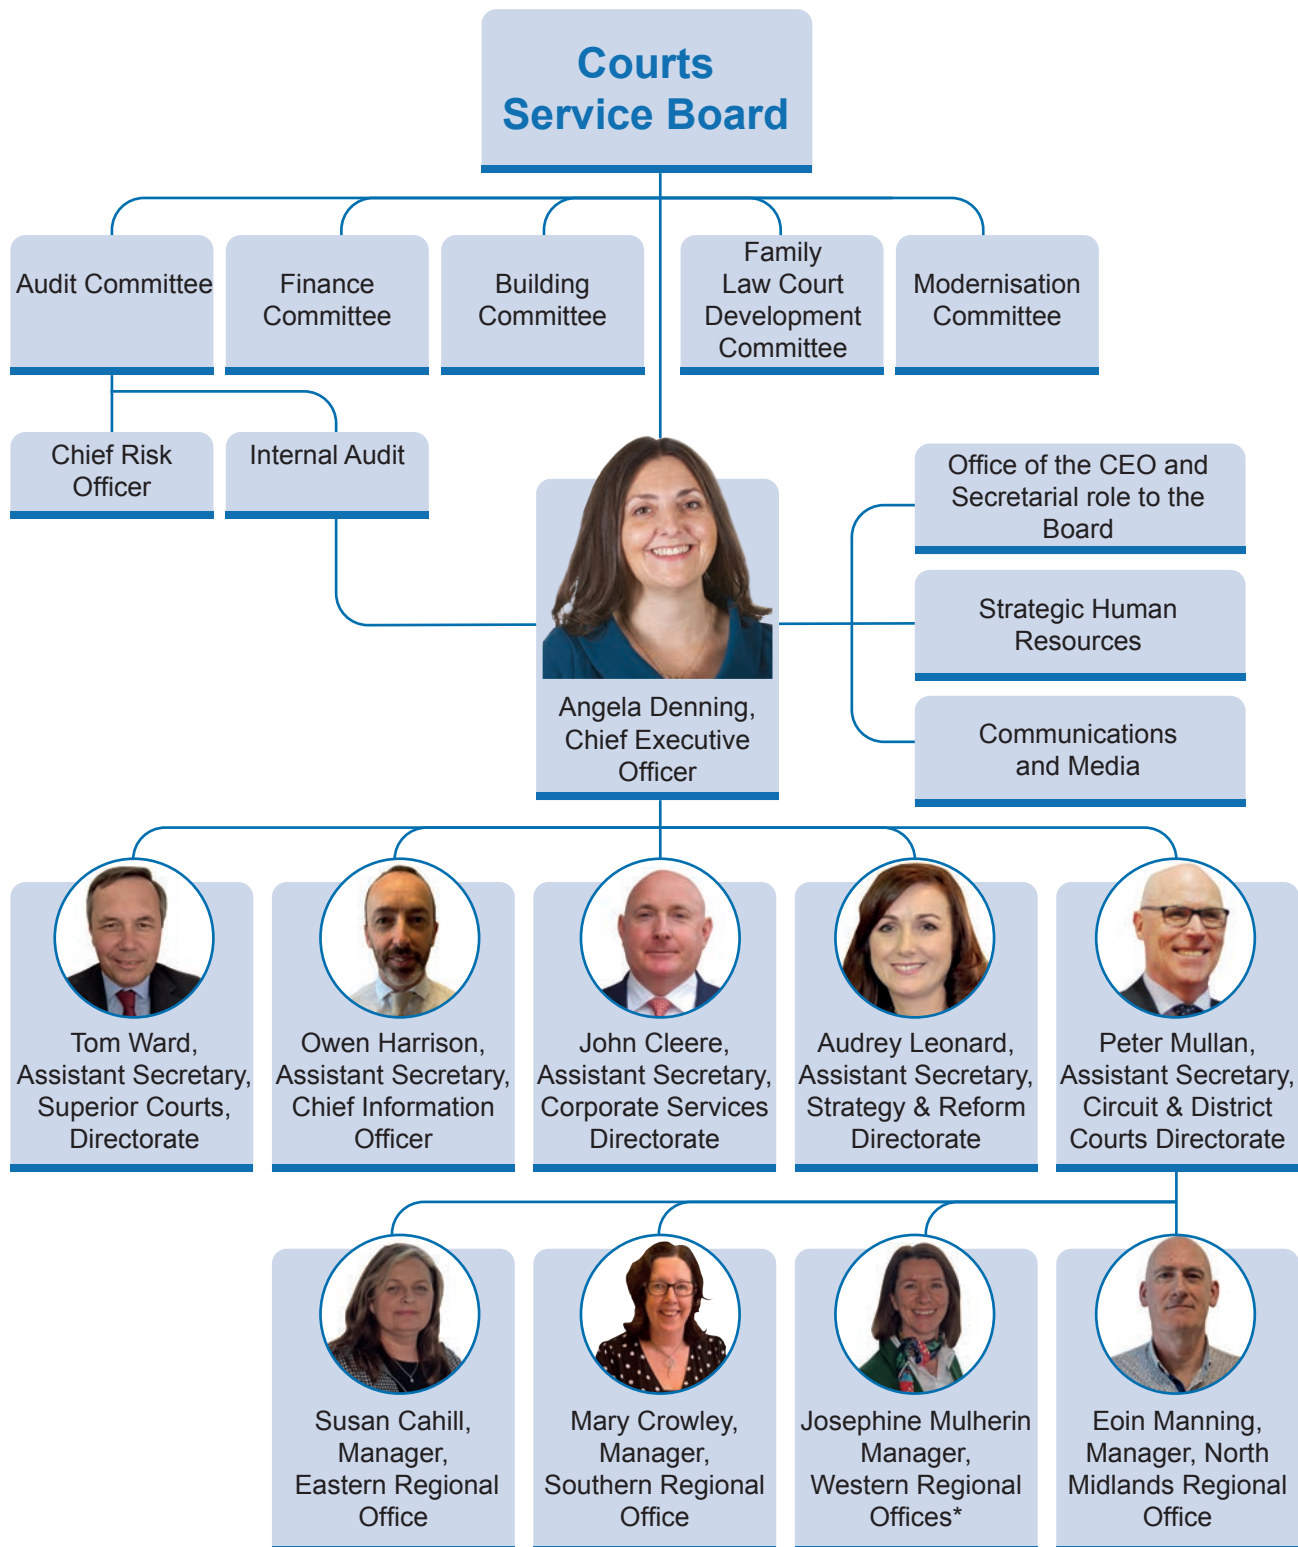 Courts
Service Board
Audit Committee
Finance
Committee
Building
Committee
Family
Law Court
Development
Committee
Modernisation
Committee
Chief Risk
Officer
Internal Audit
Office of the CEO and
Secretarial role to the
Board
Strategic Human
Resources
Communications
and Media
Angela Denning,
Chief Executive
Officer
Tom Ward,
Assistant Secretary,
Superior Courts,
Directorate
Owen Harrison,
Assistant Secretary,
Chief Information
Officer
John Cleere,
Assistant Secretary,
Corporate Services
Directorate
Audrey Leonard,
Assistant Secretary,
Strategy & Reform
Directorate
Peter Mullan,
Assistant Secretary,
Circuit & District
Courts Directorate
Susan Cahill,
Manager,
Eastern Regional
Office
Mary Crowley,
Manager,
Southern Regional
Office
Josephine Mulherin
Manager,
Western Regional
Offices*
Eoin Manning,
Manager, North
Midlands Regional
Office